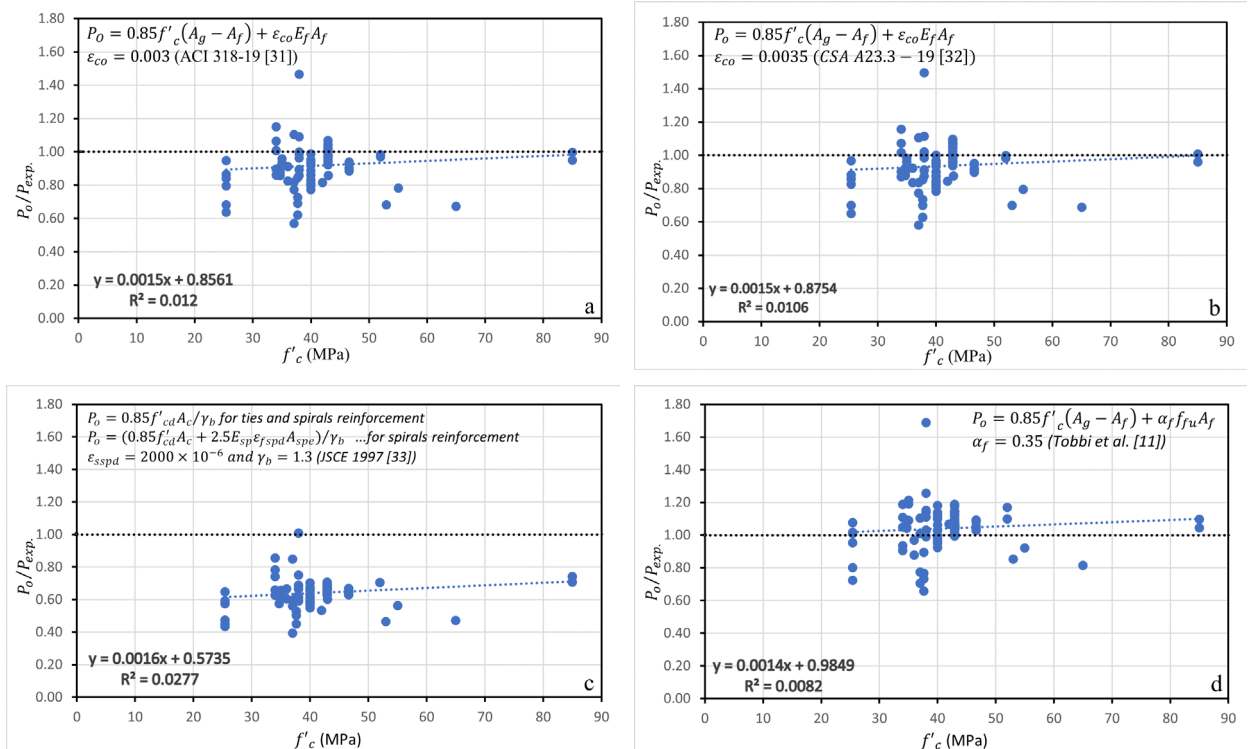 P_O = 0.85f′_c(A_g − A_f) + ε_co E_f A_f
ε_co = 0.003 (ACI 318-19 [31])
1.80
1.60
1.40
1.20
1.00
0.80
0.60
0.40
0.20
0.00
P_o/P_exp.
y = 0.0015x + 0.8561
R² = 0.012
a
0 10 20 30 40 50 60 70 80 90
f′_c (MPa)
P_o = 0.85f′_c(A_g − A_f) + ε_co E_f A_f
ε_co = 0.0035 (CSA A23.3 − 19 [32])
1.80
1.60
1.40
1.20
1.00
0.80
0.60
0.40
0.20
0.00
P_o/P_exp.
y = 0.0015x + 0.8754
R² = 0.0106
b
0 10 20 30 40 50 60 70 80 90
f′_c (MPa)
P_o = 0.85f′_cd A_c/γ_b for ties and spirals reinforcement
P_o = (0.85f′_cd A_c + 2.5E_sp ε_fspd A_spe)/γ_b ...for spirals reinforcement
ε_sspd = 2000 × 10⁻⁶ and γ_b = 1.3 (JSCE 1997 [33])
1.80
1.60
1.40
1.20
1.00
0.80
0.60
0.40
0.20
0.00
P_o/P_exp.
y = 0.0016x + 0.5735
R² = 0.0277
c
0 10 20 30 40 50 60 70 80 90
f′_c (MPa)
P_o = 0.85f′_c(A_g − A_f) + α_f f_fu A_f
α_f = 0.35 (Tobbi et al. [11])
1.80
1.60
1.40
1.20
1.00
0.80
0.60
0.40
0.20
0.00
P_o/P_exp.
y = 0.0014x + 0.9849
R² = 0.0082
d
0 10 20 30 40 50 60 70 80 90
f′_c (MPa)